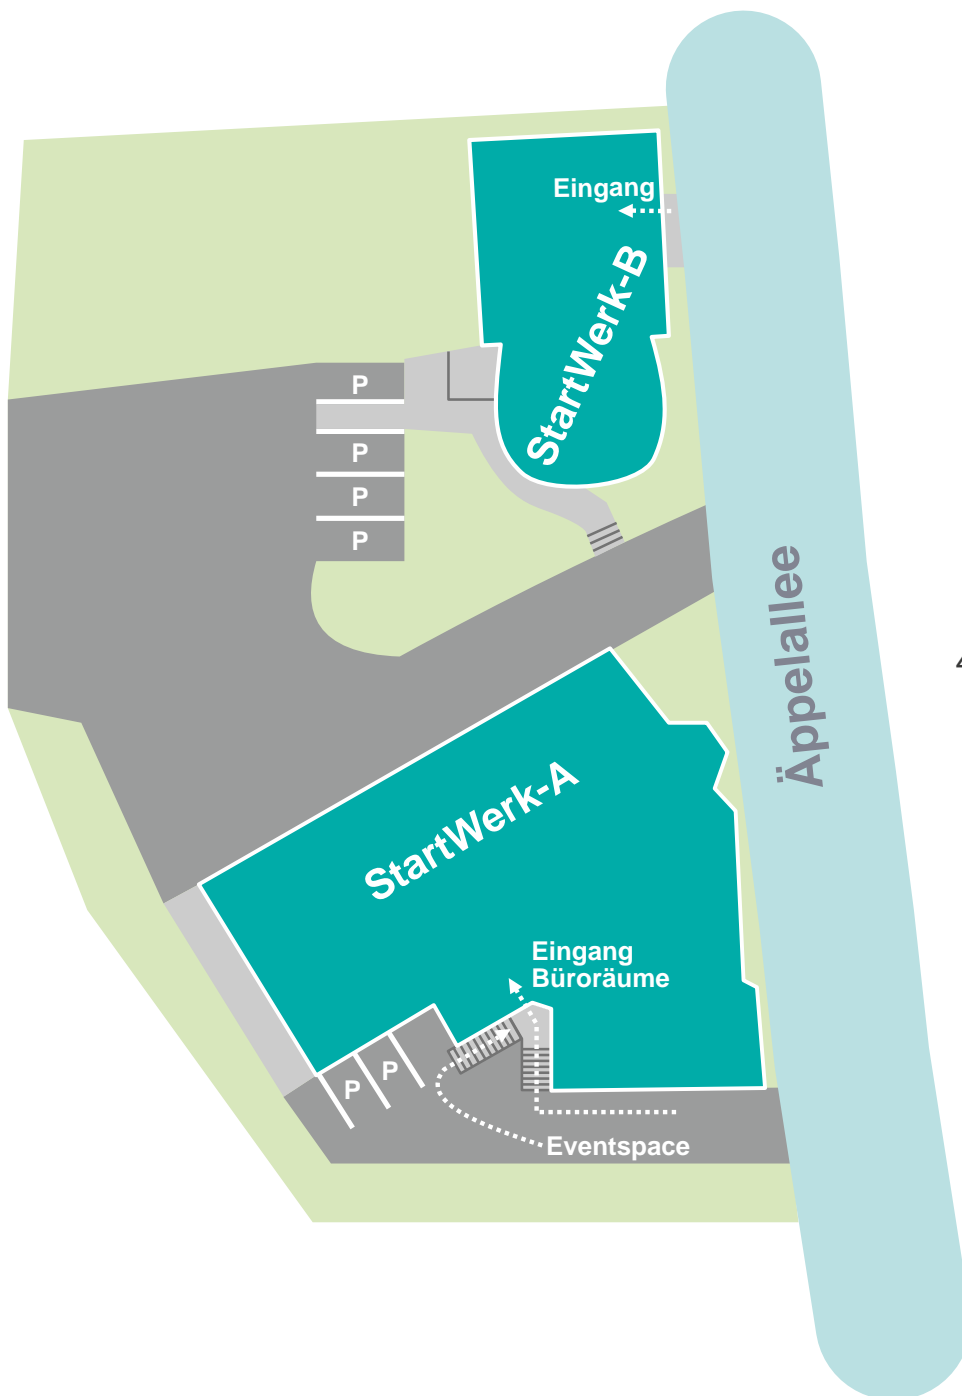 Eingang
StartWerk-B
P
P
P
P
Äppelallee
StartWerk-A
Eingang
Büroräume
P
P
Eventspace